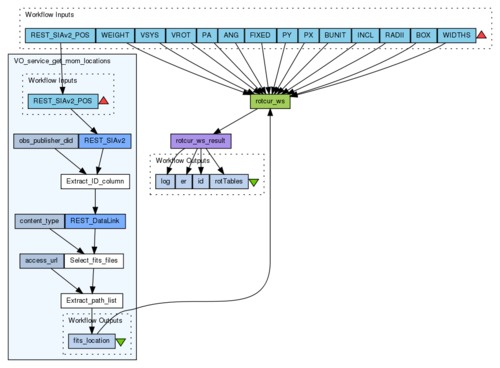 Workflow Inputs
REST_SIAv2_POS WEIGHT VSYS VROT PA ANG FIXED PY PX BUNIT INCL RADII BOX WIDTHS
VO_service_get_mom_locations
Workflow Inputs
REST_SIAv2_POS
rotcur_ws
obs_publisher_did REST_SIAv2
rotcur_ws_result
Workflow Outputs
Extract_ID_column
log er id rotTables
content_type REST_DataLink
access_url Select_fits_files
Extract_path_list
Workflow Outputs
fits_location